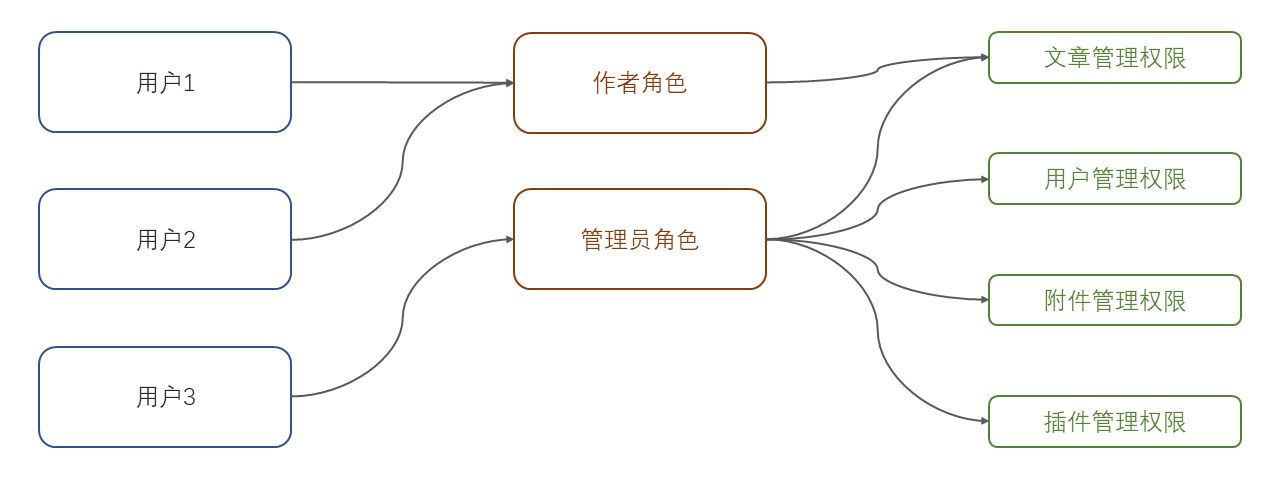 用户1
作者角色
文章管理权限
用户管理权限
用户2
管理员角色
附件管理权限
用户3
插件管理权限